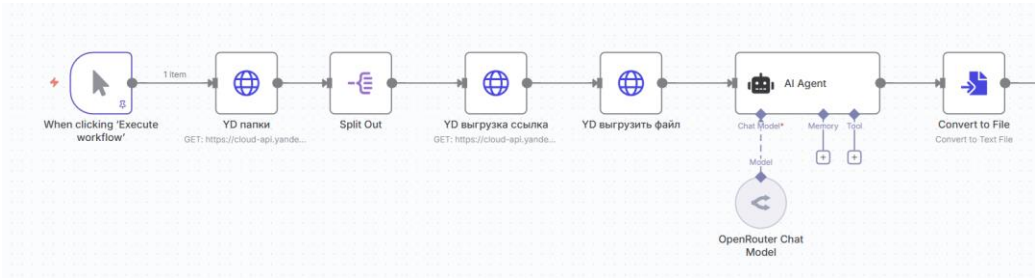 1 item
AI Agent
When clicking 'Execute
workflow'
YD папки
GET: https://cloud-api.yande...
Split Out
YD выгрузка ссылка
GET: https://cloud-api.yande...
YD выгрузить файл
Chat Model*
Memory
Tool
Convert to File
Convert to Text File
Model
OpenRouter Chat
Model